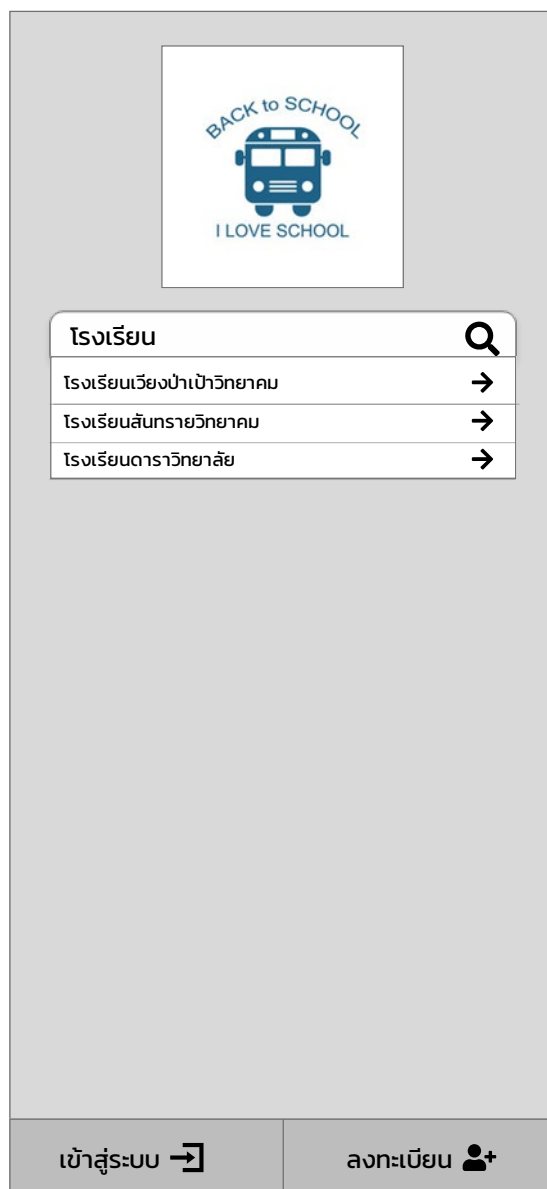 BACK to SCHOOL
I LOVE SCHOOL
โรงเรียน
โรงเรียนเวียงป่าเป้าวิทยาคม
โรงเรียนสันทรายวิทยาคม
โรงเรียนดาราวิทยาลัย
เข้าสู่ระบบ
ลงทะเบียน